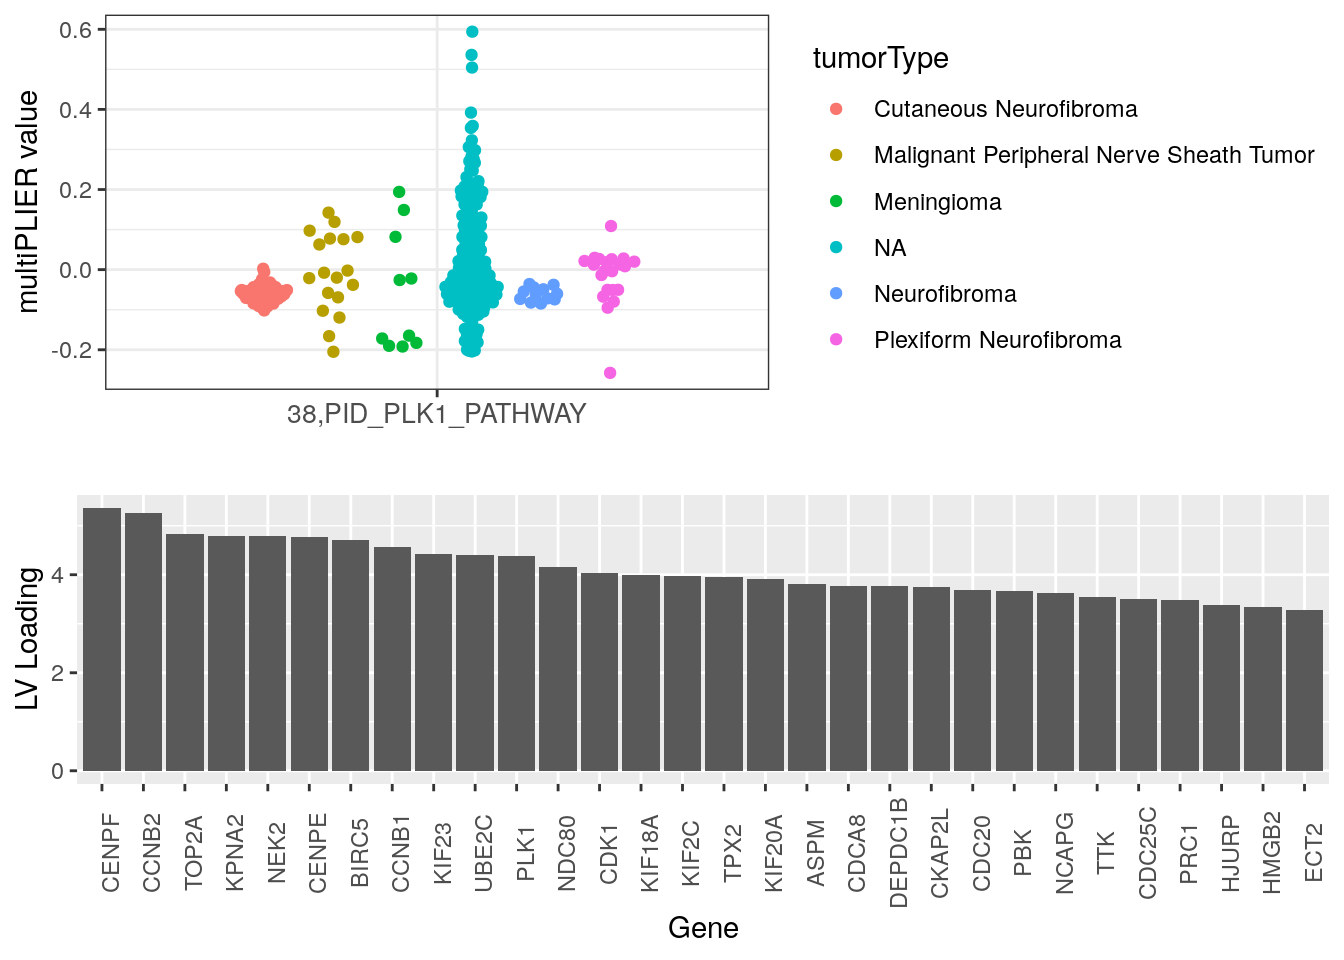 0.6
0.4
0.2
0.0
-0.2
multiPLIER value
38,PID_PLK1_PATHWAY
tumorType
Cutaneous Neurofibroma
Malignant Peripheral Nerve Sheath Tumor
Meningioma
NA
Neurofibroma
Plexiform Neurofibroma
4
2
0
LV Loading
CENPF
CCNB2
TOP2A
KPNA2
NEK2
CENPE
BIRC5
CCNB1
KIF23
UBE2C
PLK1
NDC80
CDK1
KIF18A
KIF2C
TPX2
KIF20A
ASPM
CDCA8
DEPDC1B
CKAP2L
CDC20
PBK
NCAPG
TTK
CDC25C
PRC1
HJURP
HMGB2
ECT2
Gene